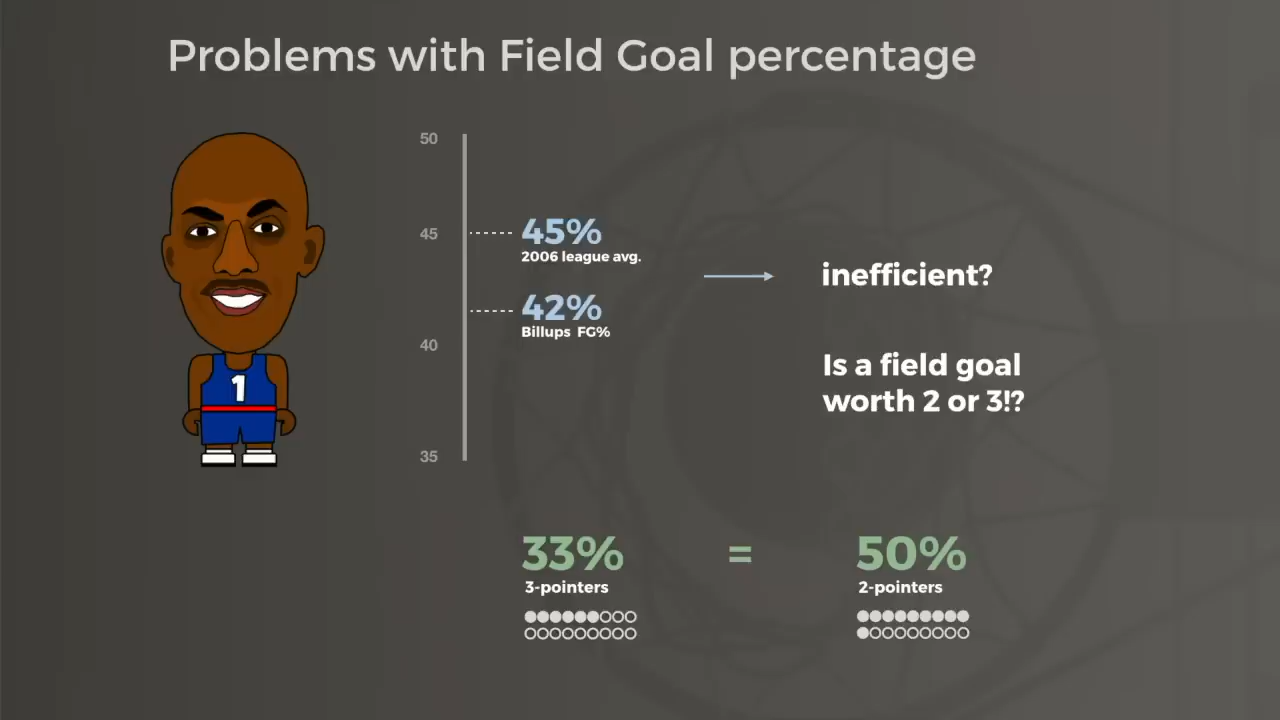 Problems with Field Goal percentage
50
45
40
35
45%
2006 league avg.
42%
Billups FG%
inefficient?
Is a field goal
worth 2 or 3!?
1
33%
3-pointers
=
50%
2-pointers